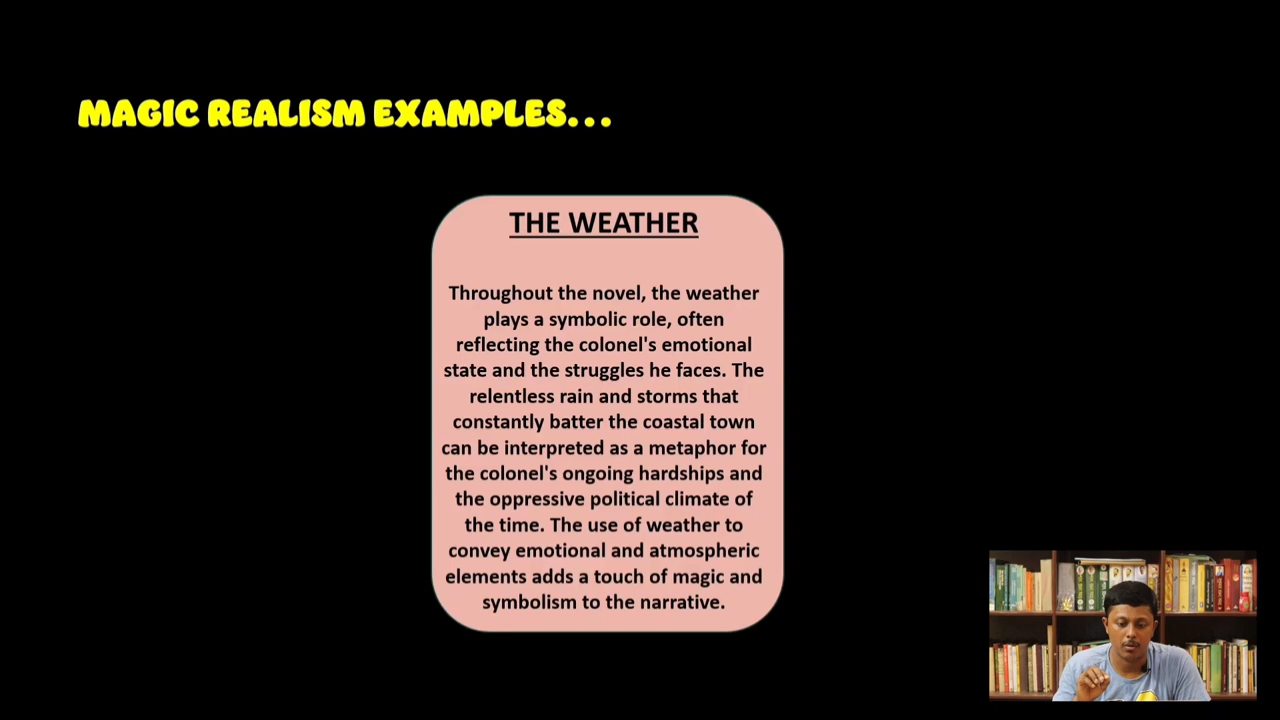 MAGIC REALISM EXAMPLES...
THE WEATHER
Throughout the novel, the weather
plays a symbolic role, often
reflecting the colonel's emotional
state and the struggles he faces. The
relentless rain and storms that
constantly batter the coastal town
can be interpreted as a metaphor for
the colonel's ongoing hardships and
the oppressive political climate of
the time. The use of weather to
convey emotional and atmospheric
elements adds a touch of magic and
symbolism to the narrative.